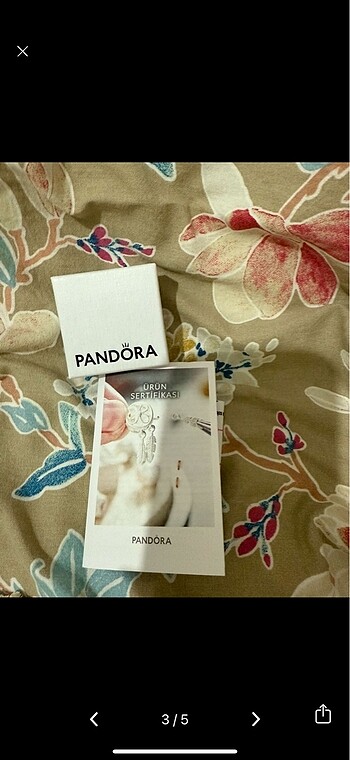 PANDORA
ÜRÜN
SERTİFİKASI
PANDORA
3/5